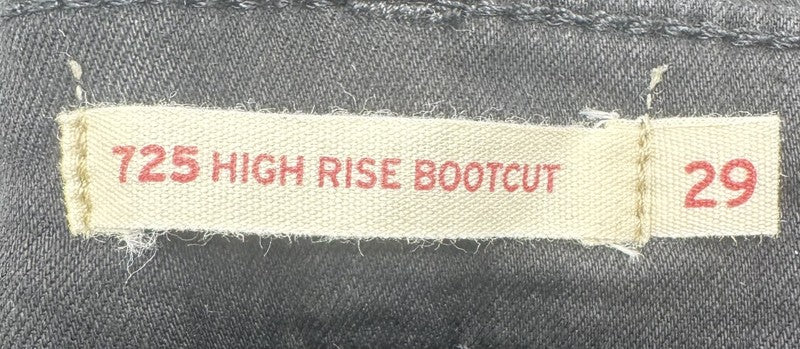 725 HIGH RISE BOOTCUT 29